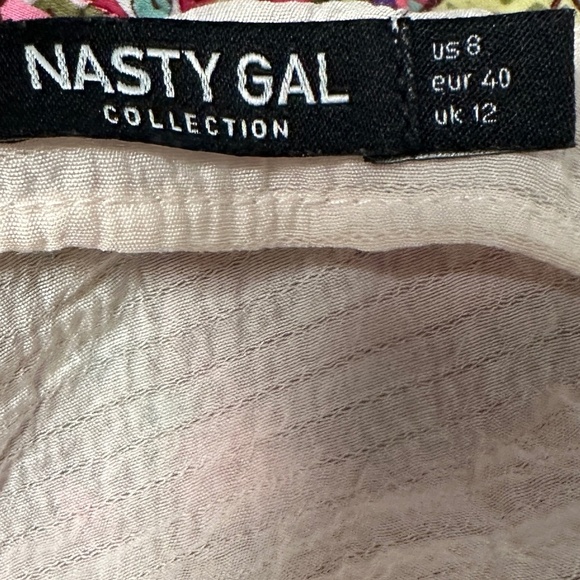 NASTY GAL
COLLECTION
us 8
eur 40
uk 12